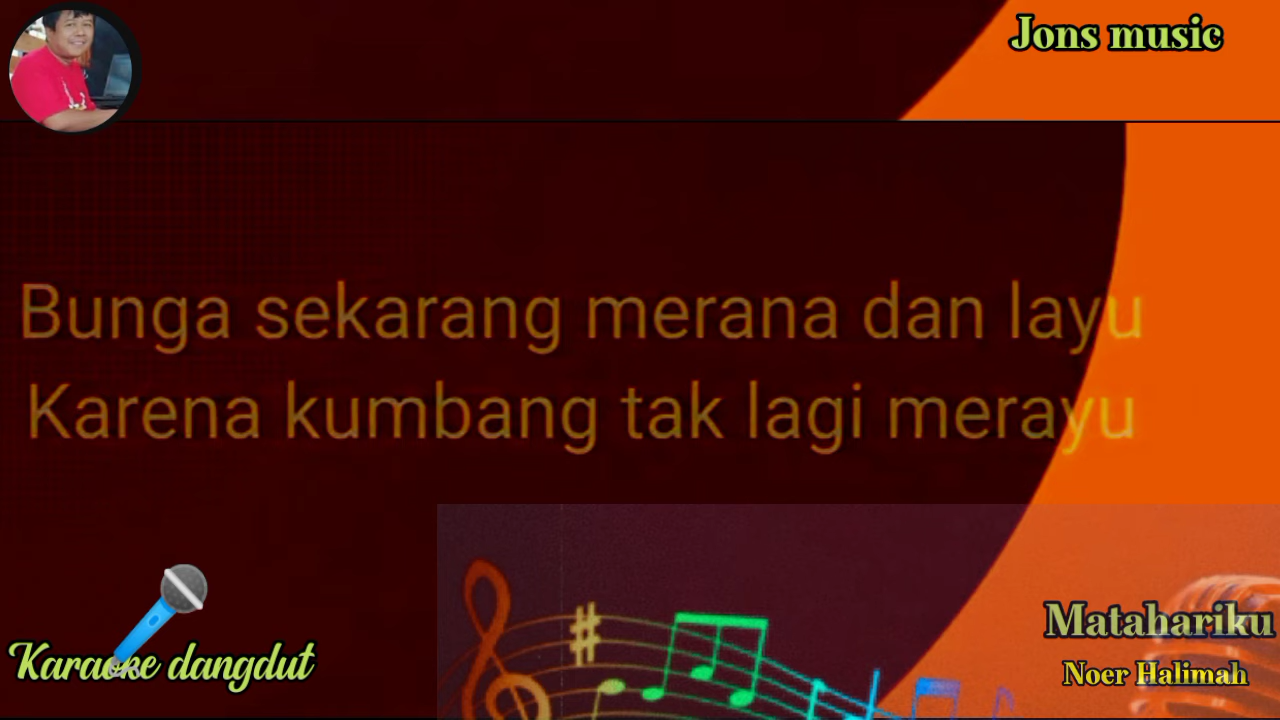 Jons music
Bunga sekarang merana dan layu
Karena kumbang tak lagi merayu
Karaoke dangdut
Matahariku
Noer Halimah